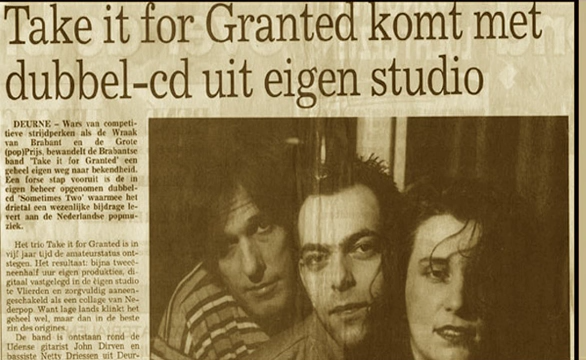 Take it for Granted komt met
dubbel-cd uit eigen studio
DEURNE – Wars van competi-
tieve strijdperken als de Wraak
van Brabant en de Grote
(pop)Prijs, bewandelt de Brabantse
band 'Take it for Granted' een
geheel eigen weg naar bekendheid.
Een forse stap vooruit is de in
eigen beheer opgenomen dubbel-
cd 'Sometimes Two' waarmee het
drietal een wezenlijke bijdrage le-
vert aan de Nederlandse popmu-
ziek.
Het trio Take it for Granted is in
vijf jaar tijd de amateurstatus ont-
stegen. Het resultaat: bijna tweeë-
neenhalf uur eigen produkties, di-
gitaal vastgelegd in de eigen studio
te Vlierden en zorgvuldig aaneen-
geschakeld als een collage van Ne-
derpop. Want lage lands klinkt het
geheel wel, maar dan in de beste
zin des origines.
De band is ontstaan rond de
Udense gitarist John Dirven en
bassiste Netty Driessen uit Deur-